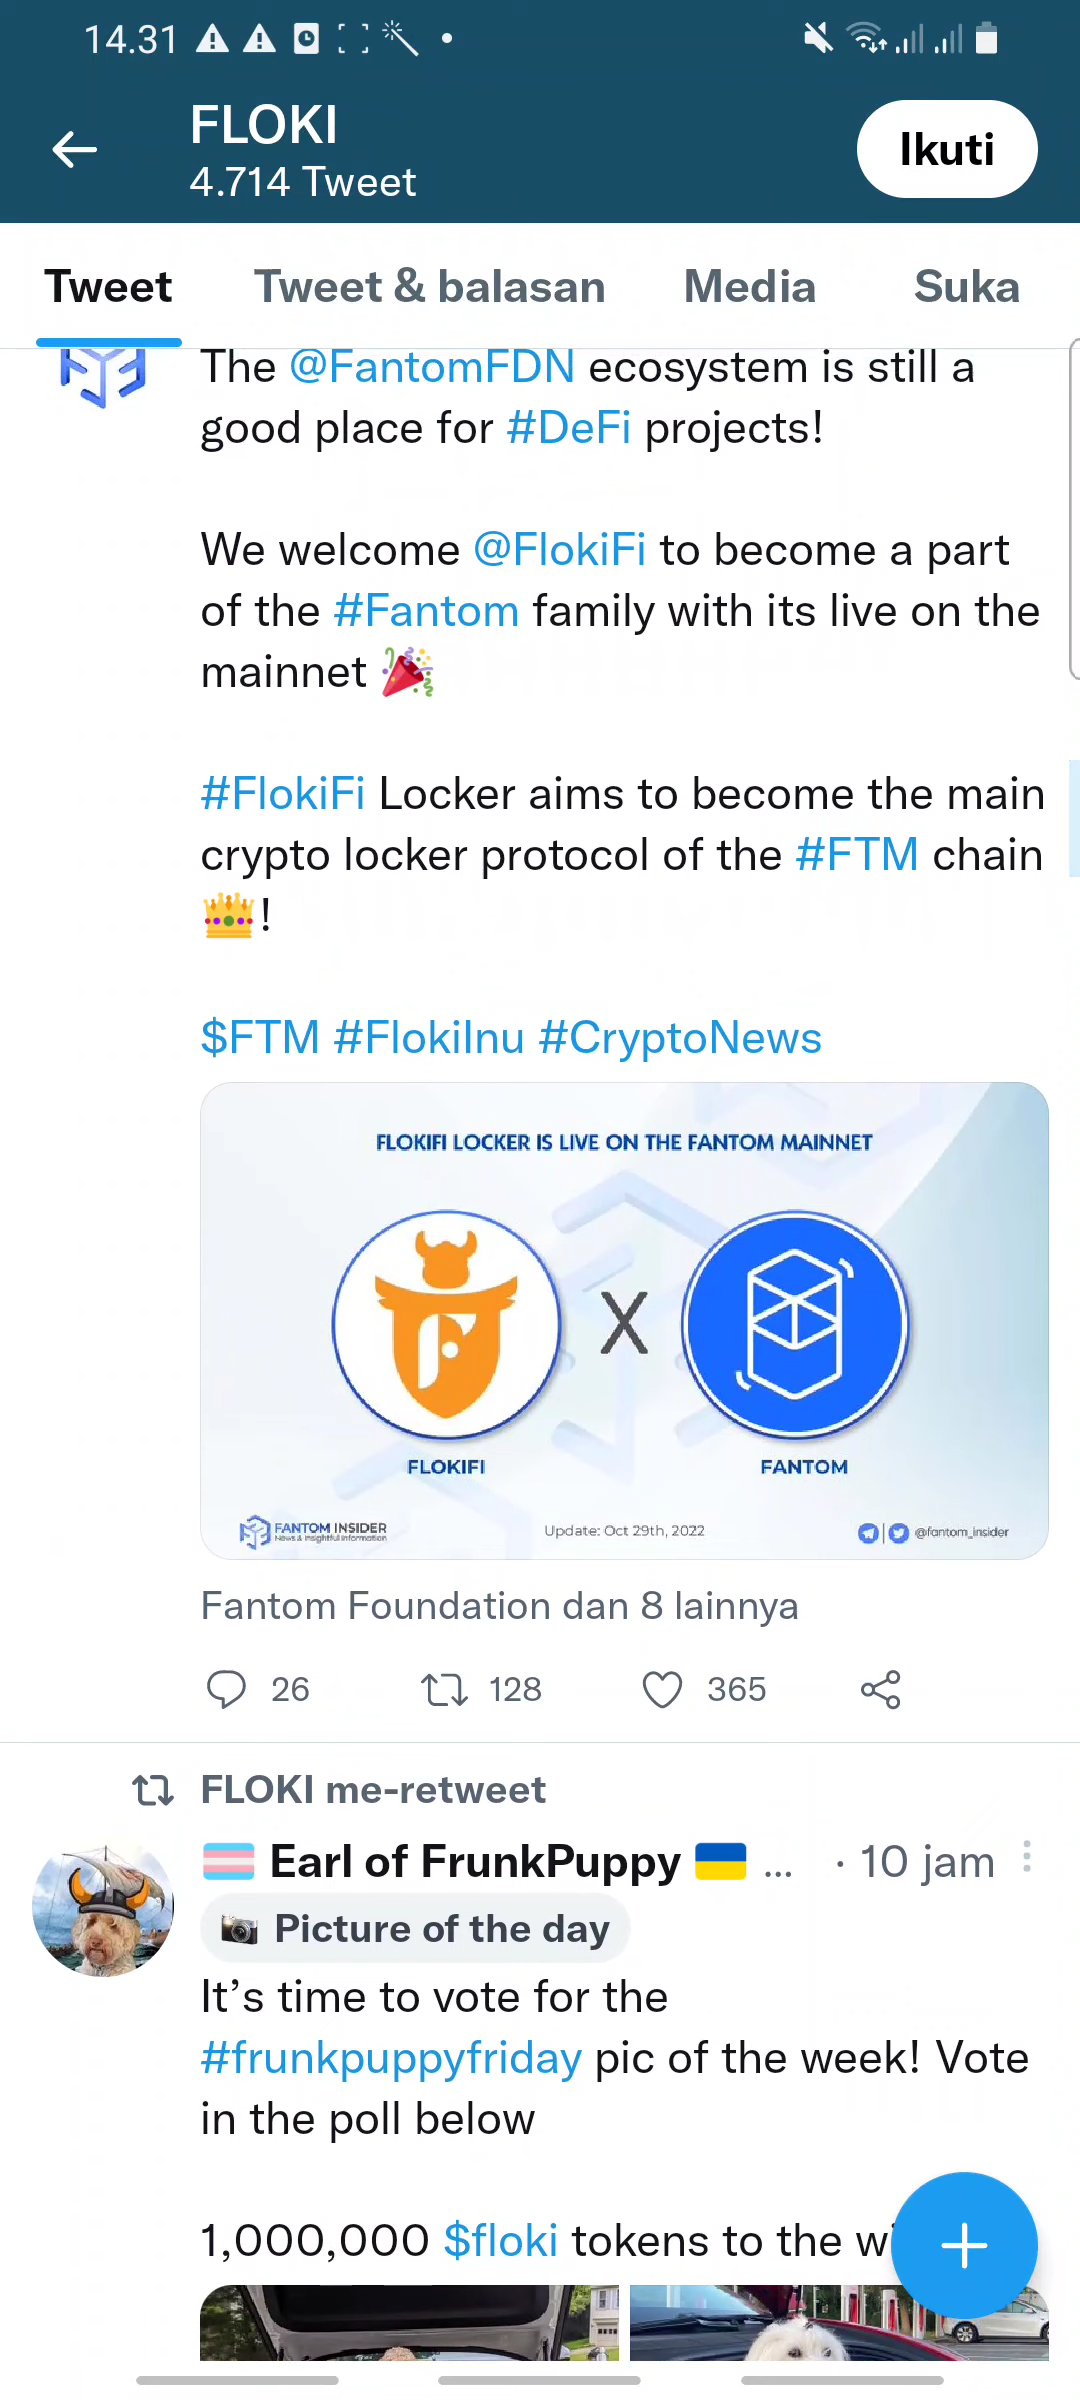 14.31
FLOKI
4.714 Tweet
Ikuti
Tweet
Tweet & balasan
Media
Suka
The @FantomFDN ecosystem is still a
good place for #DeFi projects!
We welcome @FlokiFi to become a part
of the #Fantom family with its live on the
mainnet 🎉
#FlokiFi Locker aims to become the main
crypto locker protocol of the #FTM chain
👑!
$FTM #FlokiInu #CryptoNews
FLOKIFI LOCKER IS LIVE ON THE FANTOM MAINNET
X
FLOKIFI
FANTOM
FANTOM INSIDER
News & Insightful Information
Update: Oct 29th, 2022
@fantom_insider
Fantom Foundation dan 8 lainnya
26
128
365
FLOKI me-retweet
Earl of FrunkPuppy 🇺🇦 ... · 10 jam
Picture of the day
It’s time to vote for the
#frunkpuppyfriday pic of the week! Vote
in the poll below
1,000,000 $floki tokens to the